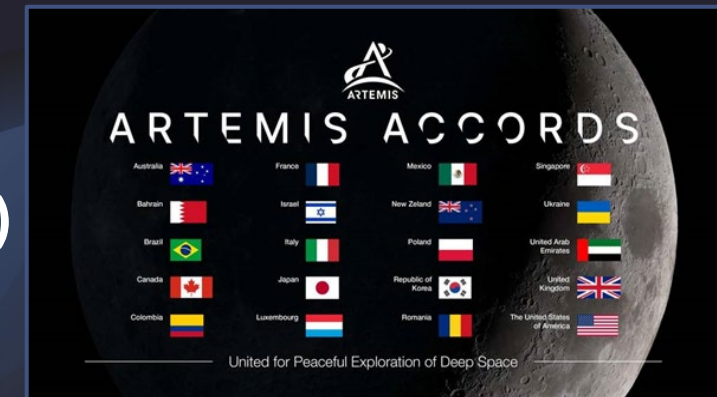 ARTEMIS
ARTEMIS ACCORDS
Australia
Bahrain
Brazil
Canada
Colombia
France
Israel
Italy
Japan
Luxembourg
Mexico
New Zeland
Poland
Republic of
Korea
Romania
Singapore
Ukraine
United Arab
Emirates
United
Kingdom
The United States
of America
United for Peaceful Exploration of Deep Space
)